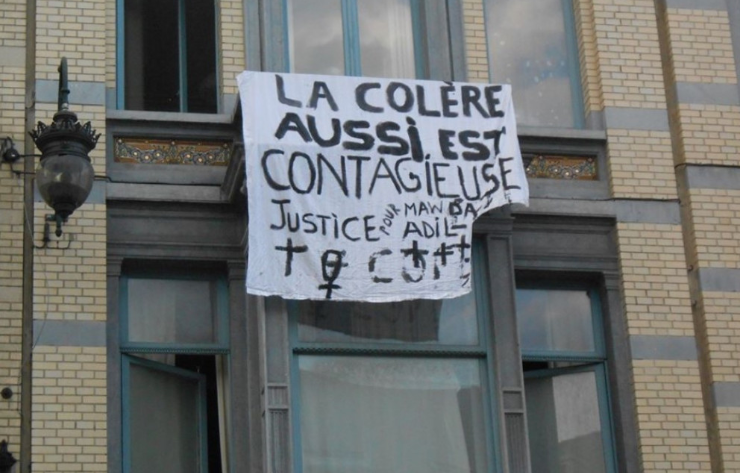 LA COLÈRE
AUSSI EST
CONTAGIEUSE
JUSTICE POUR MAWDA
ADIL